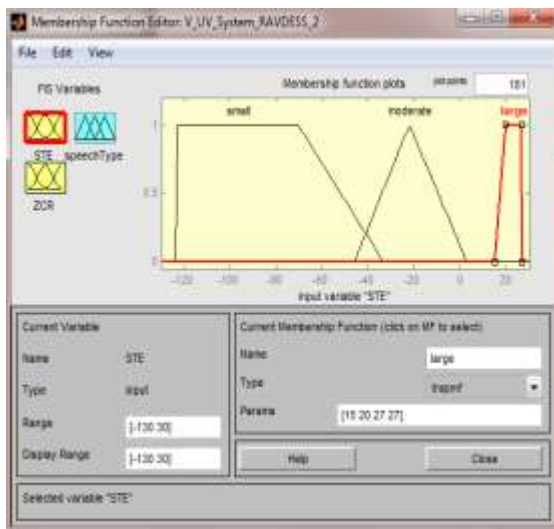 Membership Function Editor: V_UV_System_RAVDESS_2
File Edit View
FIS Variables
Membership function plots
plot points:
181
STE
speechType
ZCR
small
moderate
large
1
0.5
0
-120
-100
-80
-60
-40
-20
0
20
input variable "STE"
Current Variable
Name
STE
Type
input
Range
[-130 30]
Display Range
[-130 30]
Current Membership Function (click on MF to select)
Name
large
Type
trapmf
Params
[15 20 27 27]
Help
Close
Selected variable "STE"